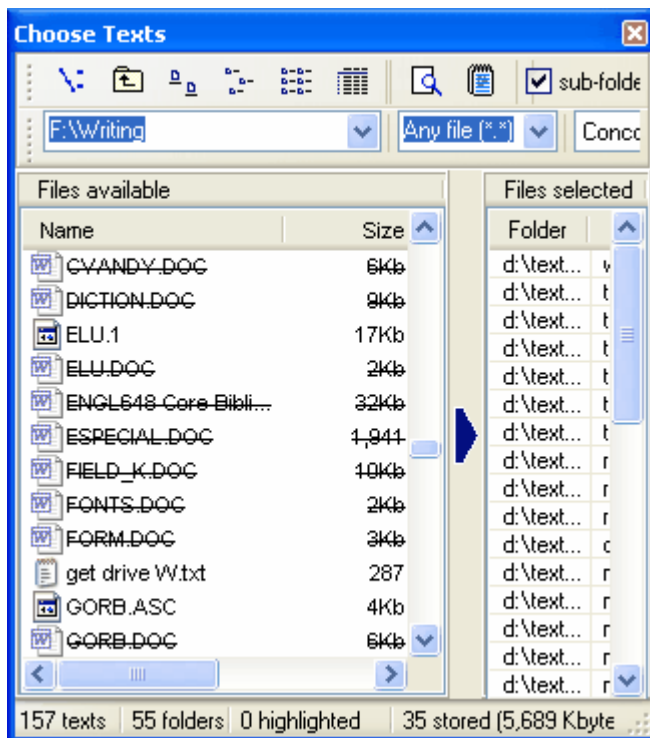 Choose Texts
sub-folde
F:\Writing Any file (*.*) Conco
Files available Files selected
Name Size Folder
CVANDY.DOC 6Kb d:\text... w
DICTION.DOC 9Kb d:\text... t
ELU.1 17Kb d:\text... t
ELU.DOC 2Kb d:\text... t
ENGL648 Core Bibli... 32Kb d:\text... t
ESPECIAL.DOC 1,941 d:\text... t
FIELD_K.DOC 10Kb d:\text... t
FONTS.DOC 2Kb d:\text... r
FORM.DOC 3Kb d:\text... r
get drive W.txt 287 d:\text... r
GORB.ASC 4Kb d:\text... c
GORB.DOC 6Kb d:\text... r
d:\text... r
d:\text... r
d:\text... r
d:\text... r
157 texts 55 folders 0 highlighted 35 stored (5,689 Kbyte